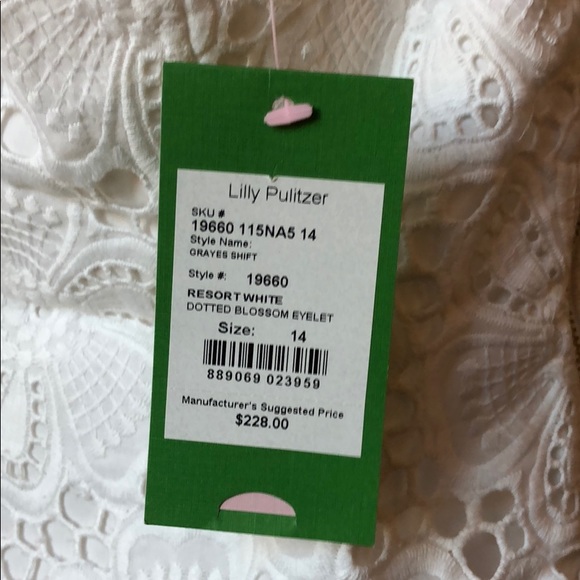 Lilly Pulitzer
SKU #
19660 115NA5 14
Style Name:
GRAYES SHIFT
Style #: 19660
RESORT WHITE
DOTTED BLOSSOM EYELET
Size: 14
889069 023959
Manufacturer's Suggested Price
$228.00